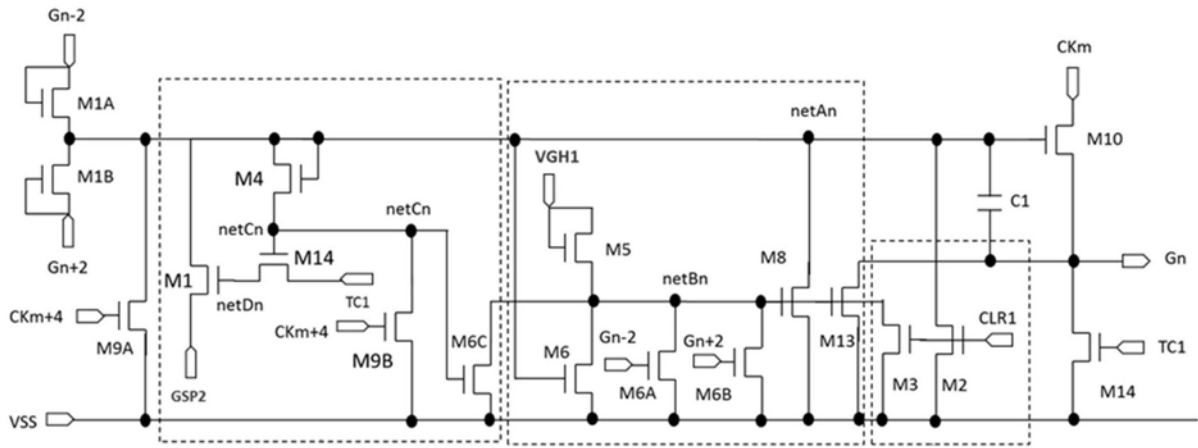 Gn-2
CKm
M1A
netAn
M10
VGH1
M1B
M4
C1
netCn
netCn
M5
M8
Gn
Gn+2
M14
M1
netBn
netDn
TC1
CKm+4
CKm+4
Gn-2
Gn+2
CLR1
M9A
M6C
M13
TC1
M9B
M6
M3
M2
GSP2
M6A
M6B
M14
VSS